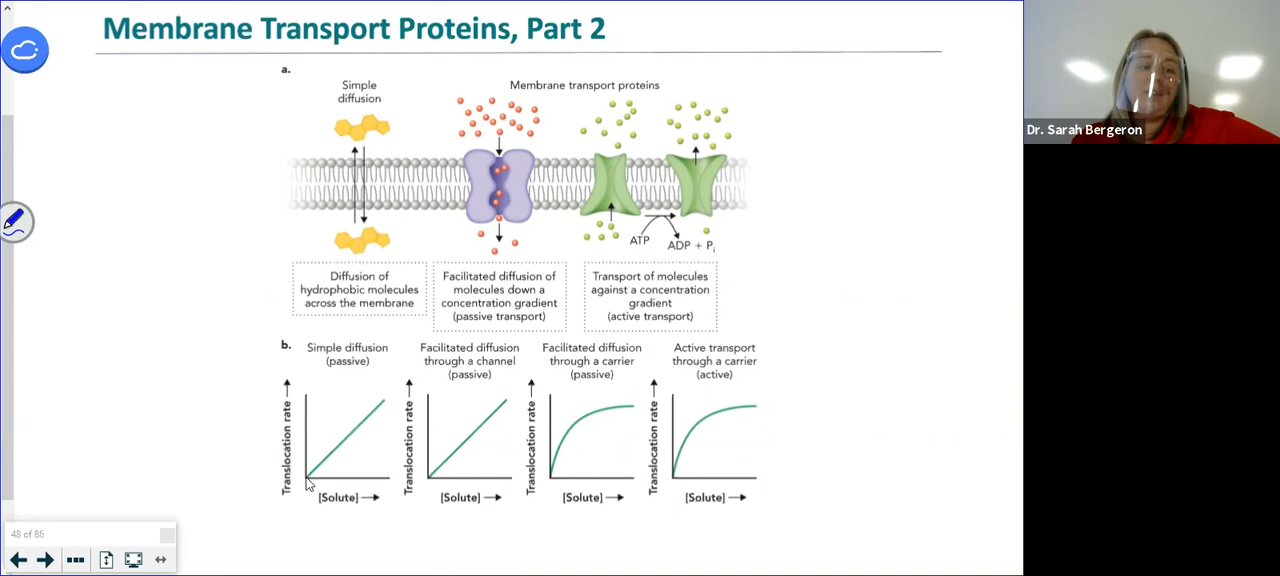 Membrane Transport Proteins, Part 2
a.
Simple
diffusion
Membrane transport proteins
ATP
ADP + Pi
Diffusion of
hydrophobic molecules
across the membrane
Facilitated diffusion of
molecules down a
concentration gradient
(passive transport)
Transport of molecules
against a concentration
gradient
(active transport)
b.
Simple diffusion
(passive)
Facilitated diffusion
through a channel
(passive)
Facilitated diffusion
through a carrier
(passive)
Active transport
through a carrier
(active)
Translocation rate
[Solute]
Translocation rate
[Solute]
Translocation rate
[Solute]
Translocation rate
[Solute]
48 of 86
Dr. Sarah Bergeron